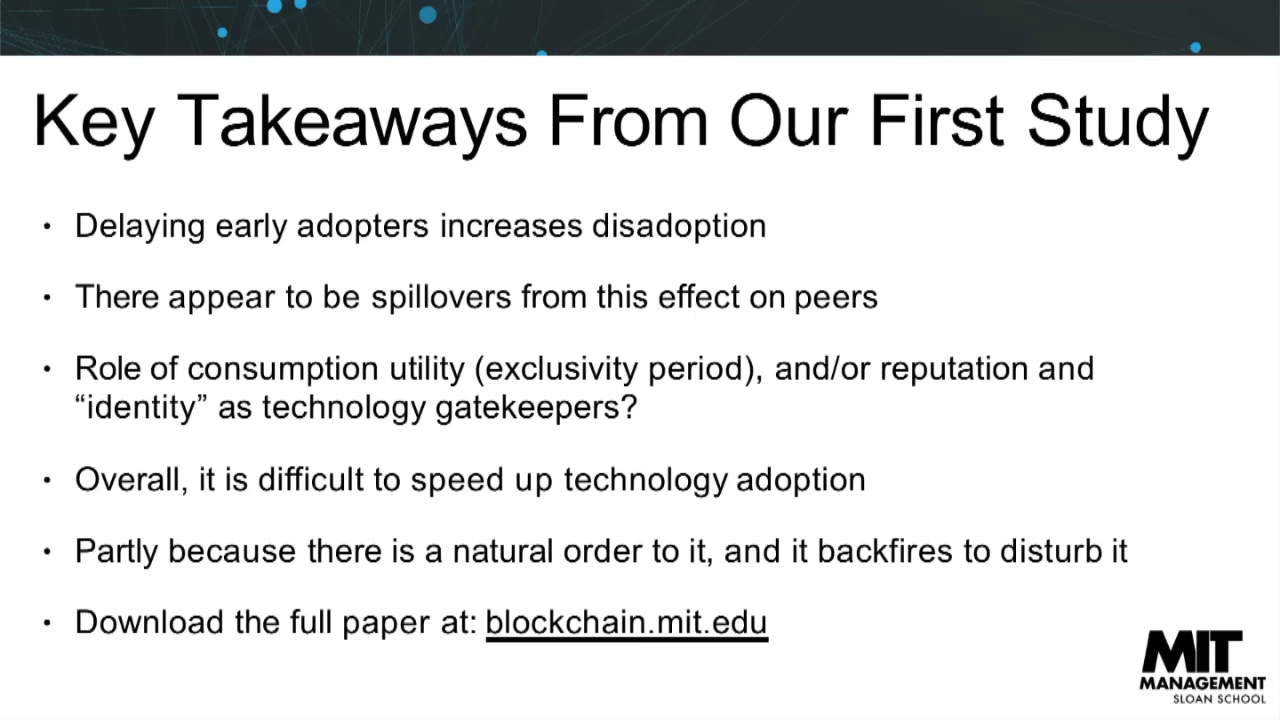 Key Takeaways From Our First Study
• Delaying early adopters increases disadoption
• There appear to be spillovers from this effect on peers
• Role of consumption utility (exclusivity period), and/or reputation and
“identity” as technology gatekeepers?
• Overall, it is difficult to speed up technology adoption
• Partly because there is a natural order to it, and it backfires to disturb it
• Download the full paper at: blockchain.mit.edu
MIT
MANAGEMENT
SLOAN SCHOOL